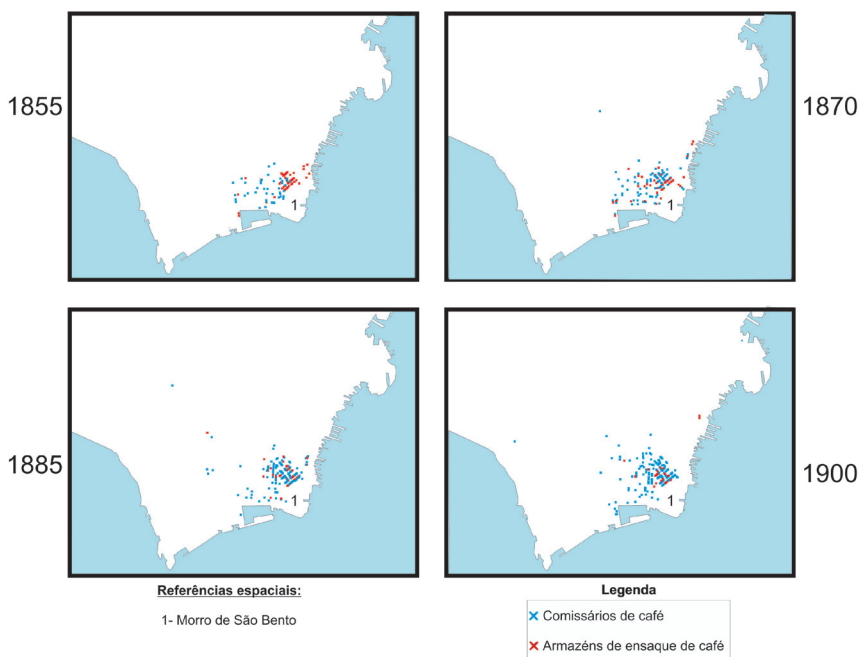 1855
1
1870
1
1885
1
1900
1
Referências espaciais:
1- Morro de São Bento
Legenda
Comissários de café
Armazéns de ensaque de café